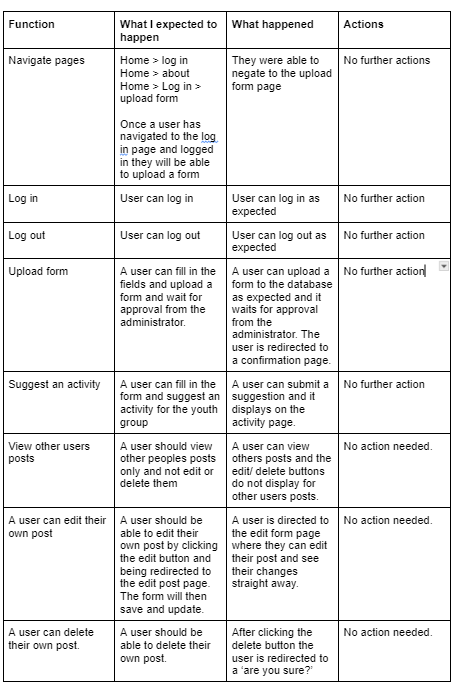 Function
What I expected to
happen
What happened
Actions
Navigate pages
Home > log in
Home > about
Home > Log in >
upload form
Once a user has
navigated to the log
in page and logged
in they will be able
to upload a form
They were able to
negate to the upload
form page
No further actions
Log in
User can log in
User can log in as
expected
No further action
Log out
User can log out
User can log out as
expected
No further action
Upload form
A user can fill in the
fields and upload a
form and wait for
approval from the
administrator.
A user can upload a
form to the database
as expected and it
waits for approval
from the
administrator. The
user is redirected to
a confirmation page.
No further action
Suggest an activity
A user can fill in the
form and suggest an
activity for the youth
group
A user can submit a
suggestion and it
displays on the
activity page.
No further action
View other users
posts
A user should view
other peoples posts
only and not edit or
delete them
A user can view
others posts and the
edit/ delete buttons
do not display for
other users posts.
No action needed.
A user can edit their
own post
A user should be
able to edit their
own post by clicking
the edit button and
being redirected to
the edit post page.
The form will then
save and update.
A user is directed to
the edit form page
where they can edit
their post and see
their changes
straight away.
No action needed.
A user can delete
their own post.
A user should be
able to delete their
own post.
After clicking the
delete button the
user is redirected to
a 'are you sure?'
No action needed.